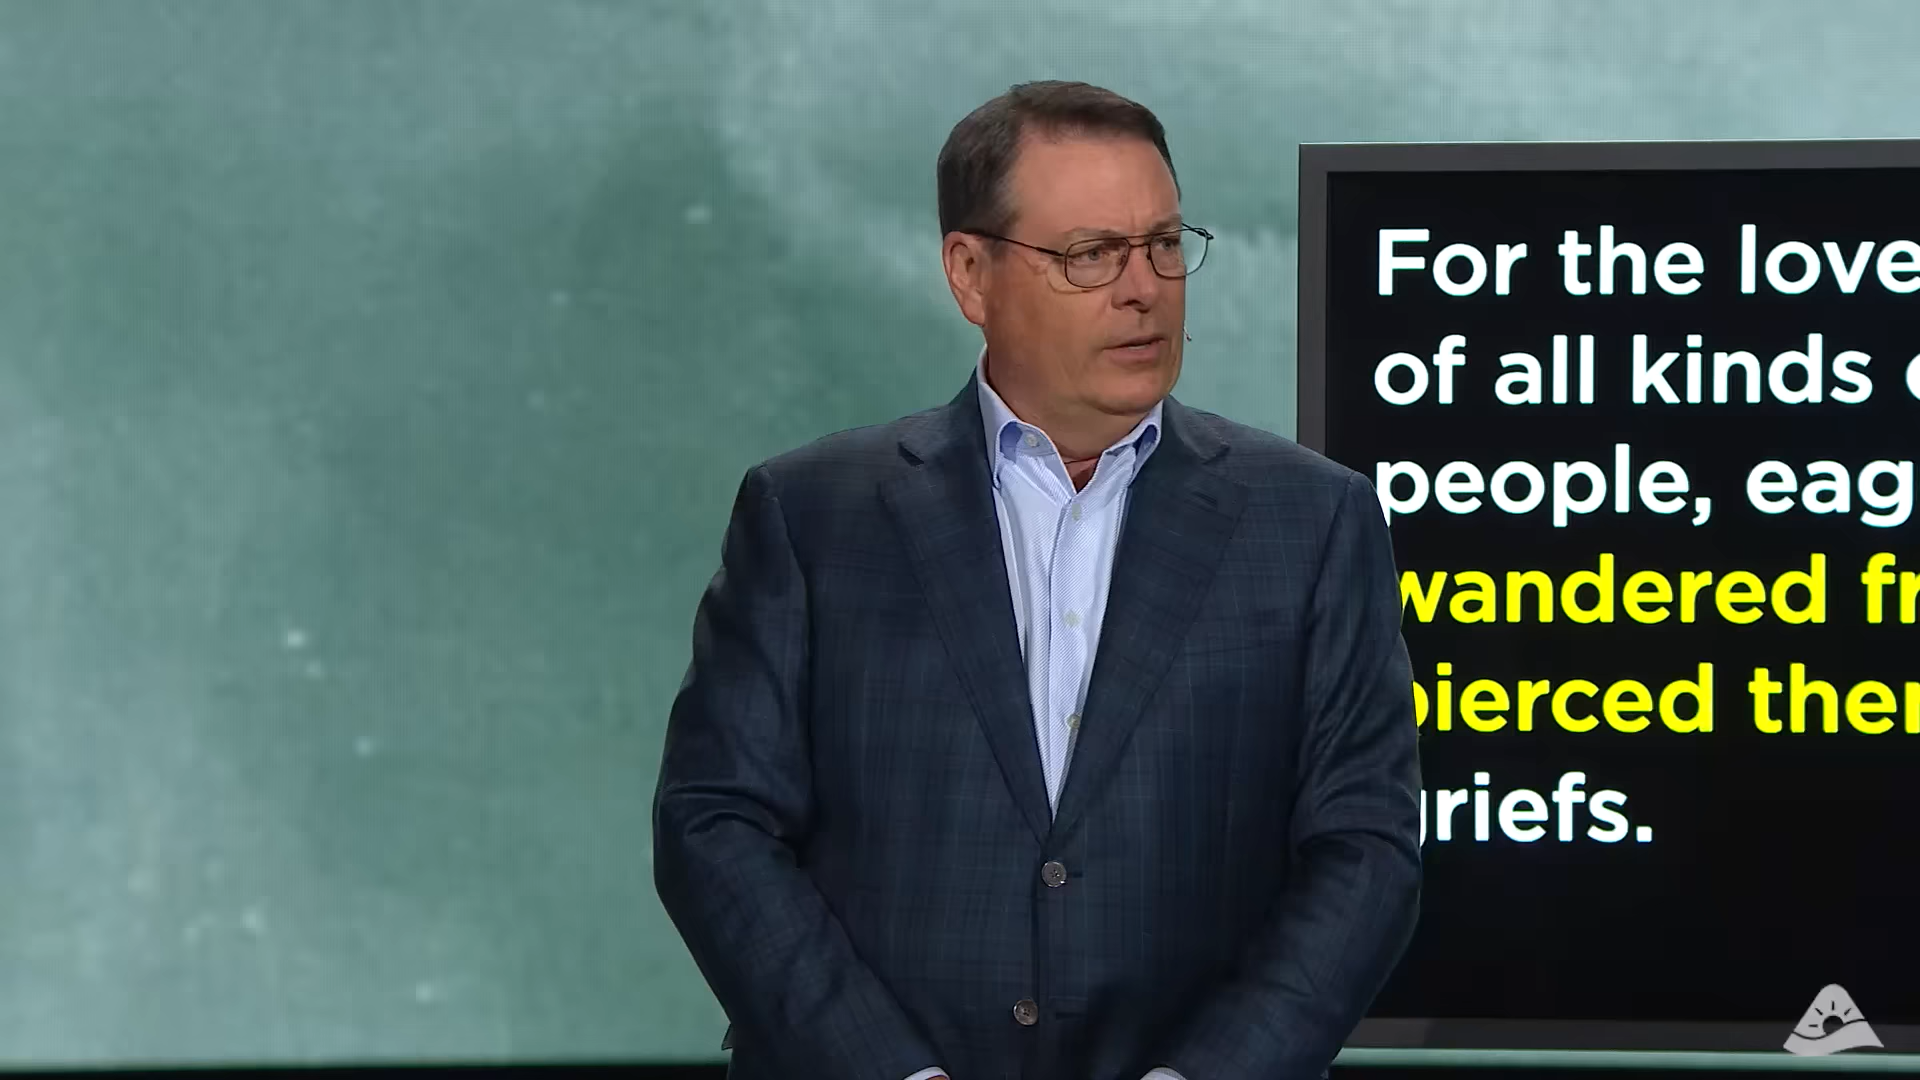 For the love
of all kinds
people, eag
wandered fr
pierced ther
griefs.